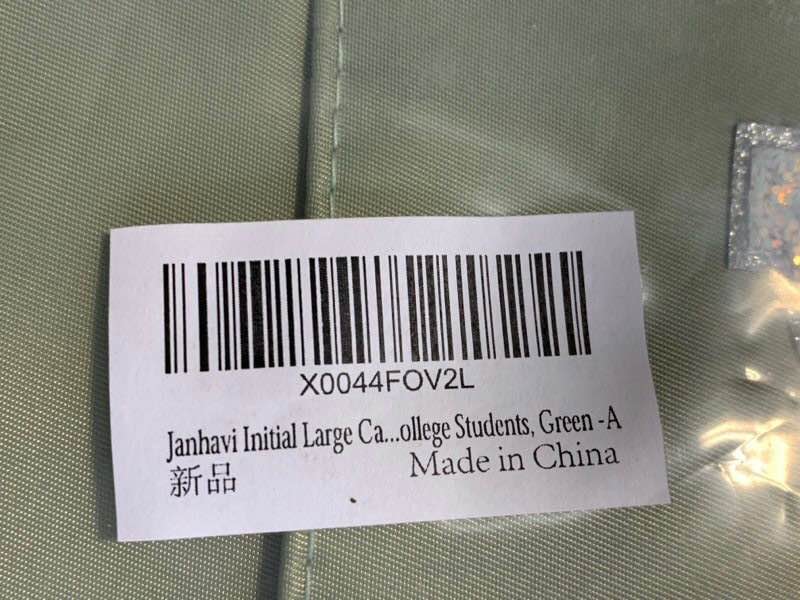 X0044FOV2L
Janhavi Initial Large Ca...ollege Students, Green -A
新品
Made in China